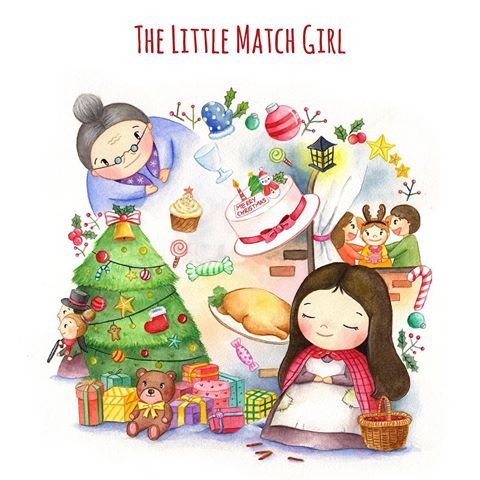 The Little Match Girl
MERRY
CHRISTMAS